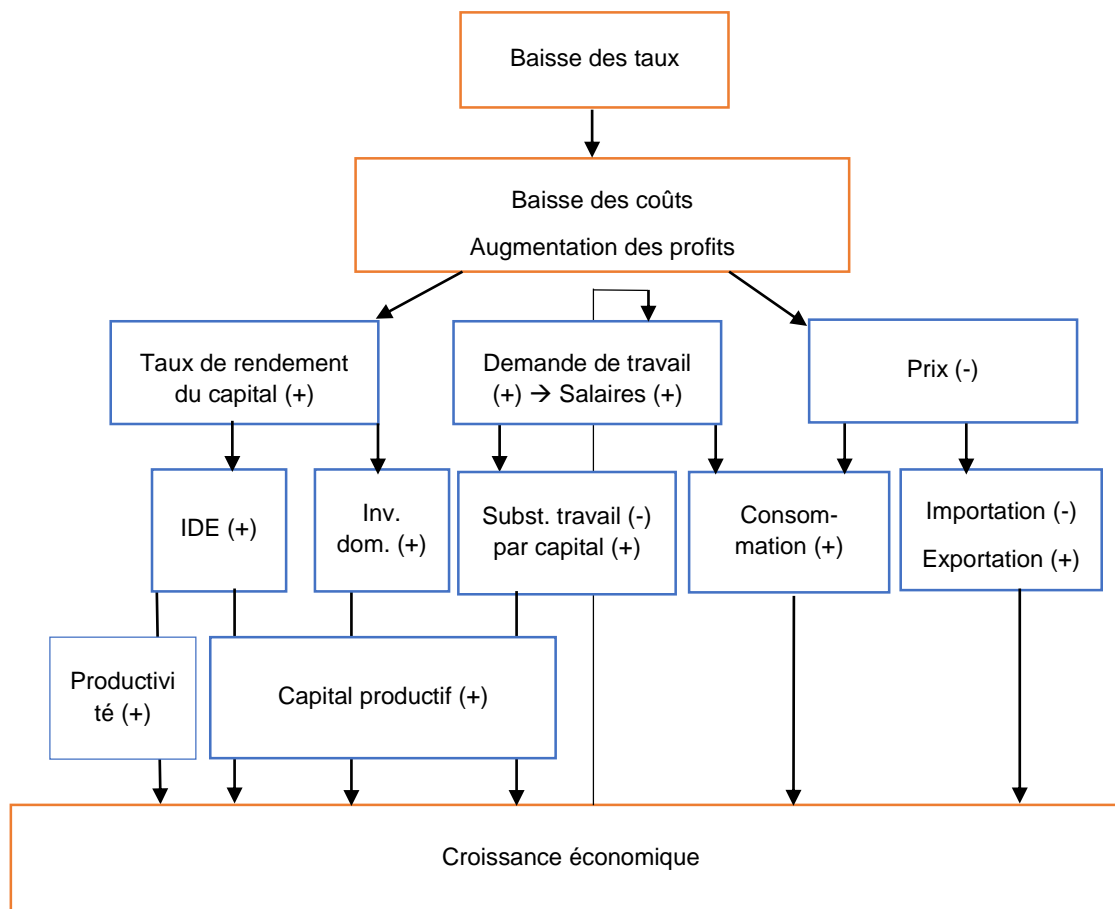 Baisse des taux
Baisse des coûts
Augmentation des profits
Taux de rendement
du capital (+)
Demande de travail
(+) → Salaires (+)
Prix (-)
IDE (+)
Inv.
dom. (+)
Subst. travail (-)
par capital (+)
Consom-
mation (+)
Importation (-)
Exportation (+)
Productivi
té (+)
Capital productif (+)
Croissance économique